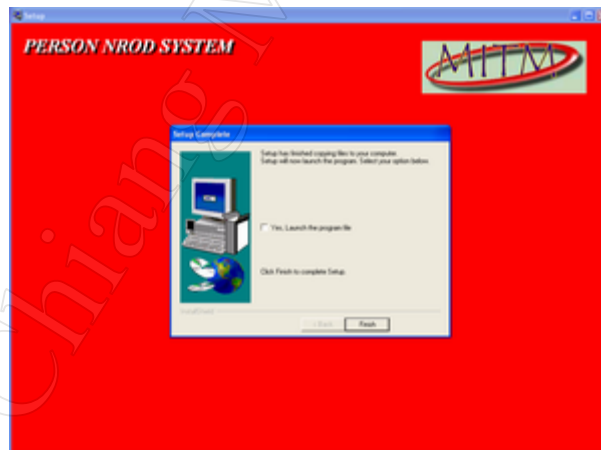 Setup
PERSON NROD SYSTEM
MITM
Setup Complete
Setup has finished copying files to your computer.
Setup will now launch the program. Select your option below.
Yes, Launch the program file
Click Finish to complete Setup.
InstallShield
< Back
Finish
Chiang M